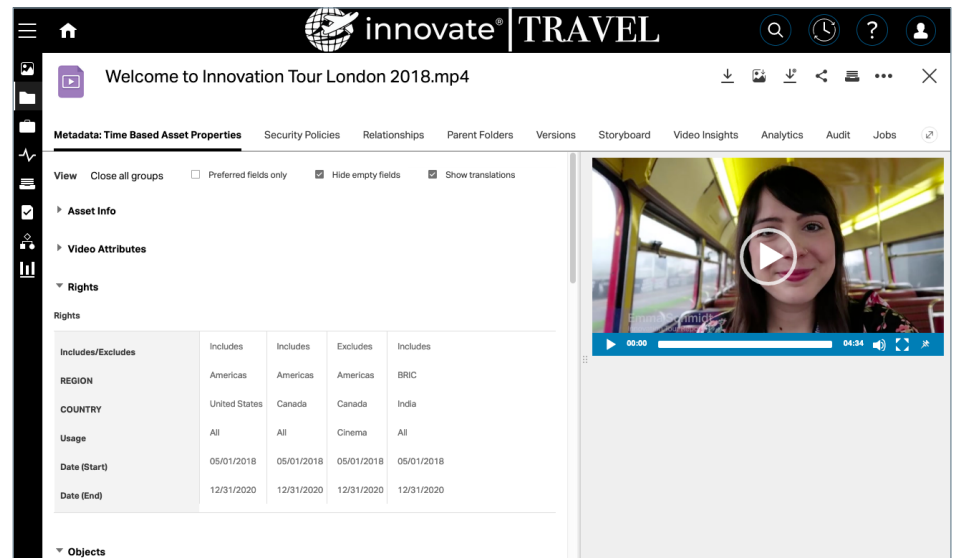 innovate® TRAVEL
Welcome to Innovation Tour London 2018.mp4
Metadata: Time Based Asset Properties Security Policies Relationships Parent Folders Versions Storyboard Video Insights Analytics Audit Jobs
View Close all groups Preferred fields only Hide empty fields Show translations
Asset Info
Video Attributes
Rights
Rights
Includes/Excludes Includes Includes Excludes Includes
REGION Americas Americas Americas BRIC
COUNTRY United States Canada Canada India
Usage All All Cinema All
Date (Start) 05/01/2018 05/01/2018 05/01/2018 05/01/2018
Date (End) 12/31/2020 12/31/2020 12/31/2020 12/31/2020
Objects
Schmidt
00:00 04:34